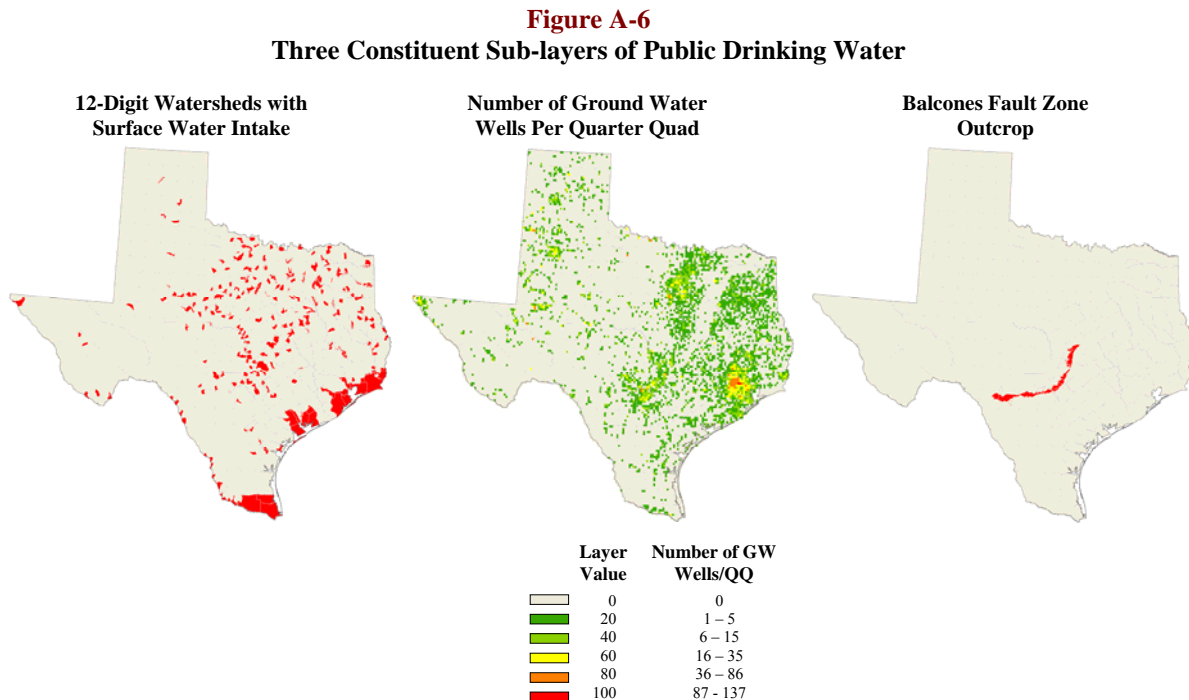 Figure A-6
Three Constituent Sub-layers of Public Drinking Water
12-Digit Watersheds with
Surface Water Intake
Number of Ground Water
Wells Per Quarter Quad
Balcones Fault Zone
Outcrop
Layer Value
Number of GW Wells/QQ
0 0
20 1 – 5
40 6 – 15
60 16 – 35
80 36 – 86
100 87 - 137